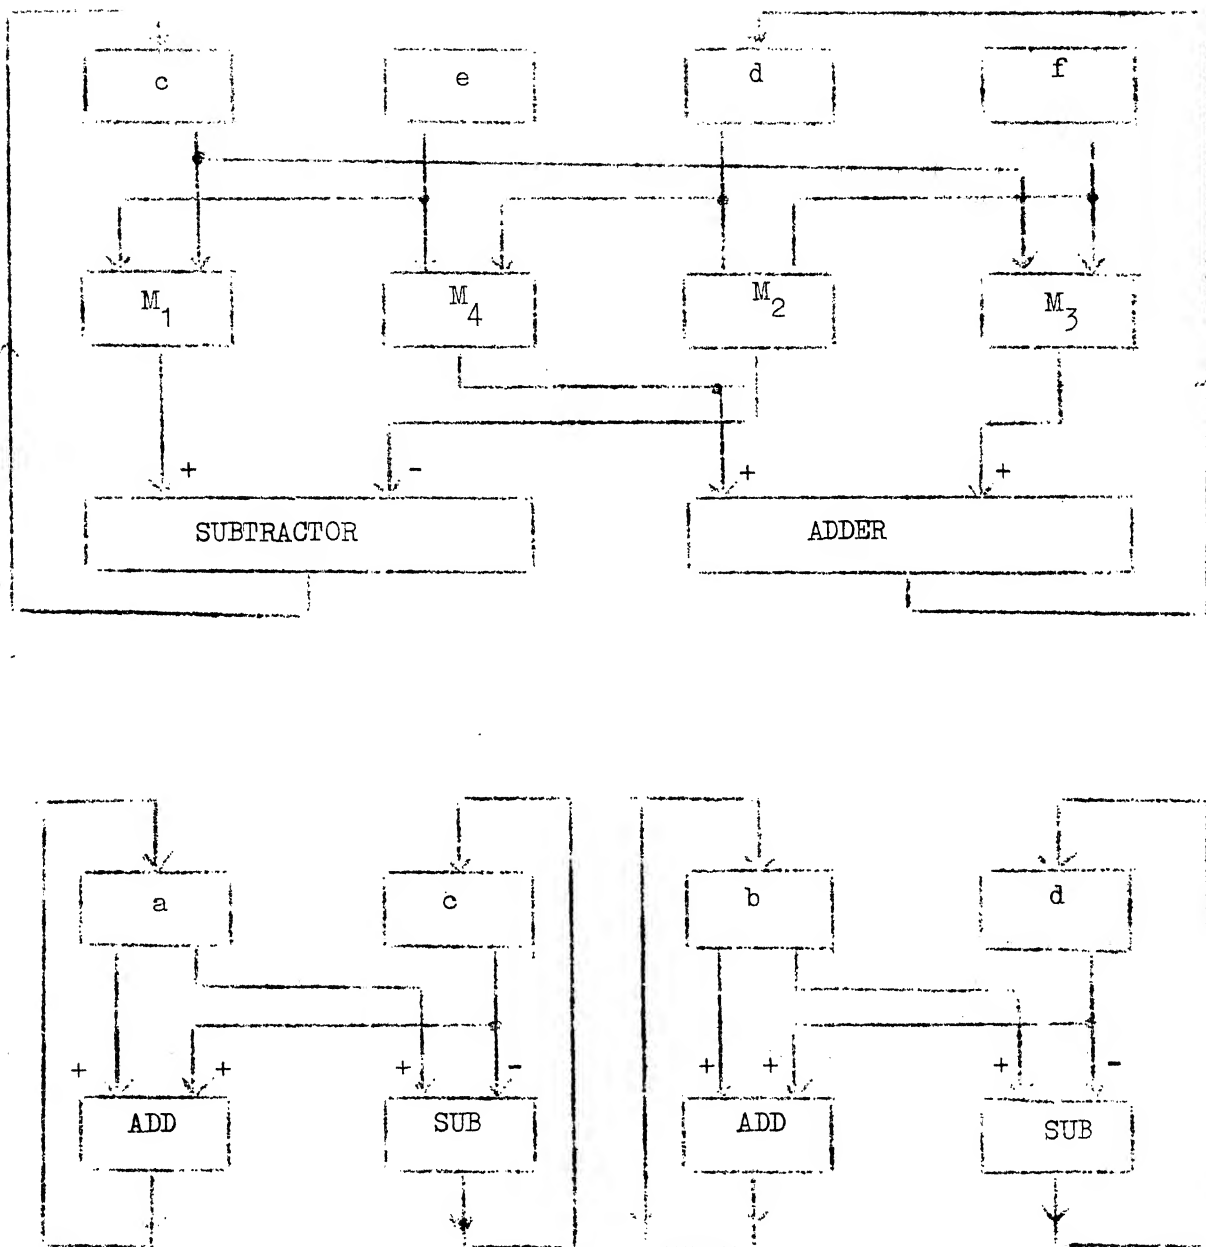 c e d f
M1 M4 M2 M3
+ - + +
SUBTRACTOR ADDER
a c b d
+ + + - + + + -
ADD SUB ADD SUB